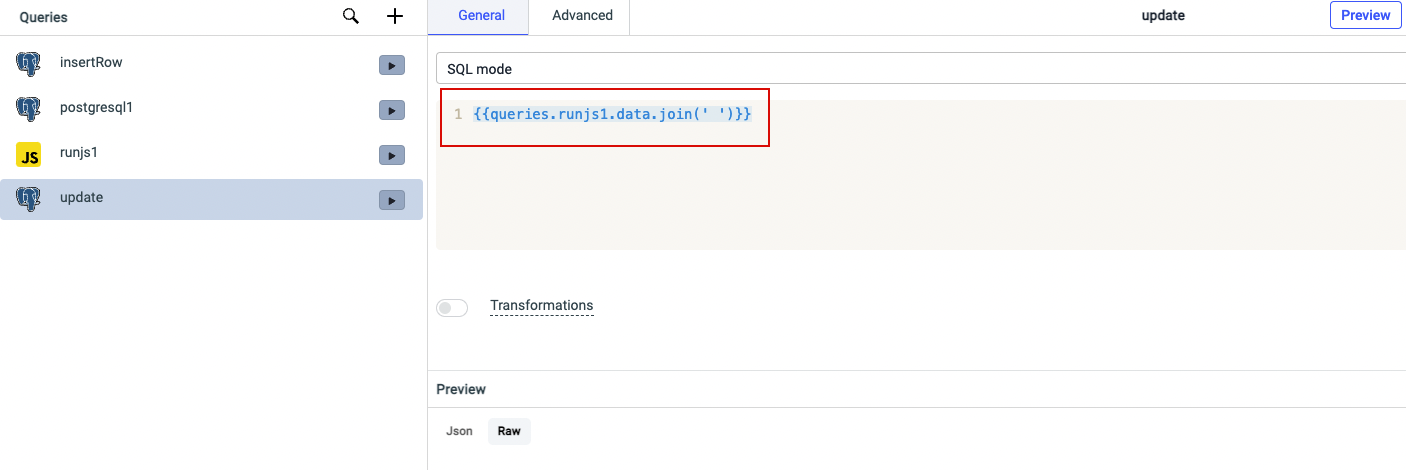 Queries
General Advanced update Preview
insertRow
postgresql1
JS runjs1
update
SQL mode
1 {{queries.runjs1.data.join(' ')}}
Transformations
Preview
Json Raw